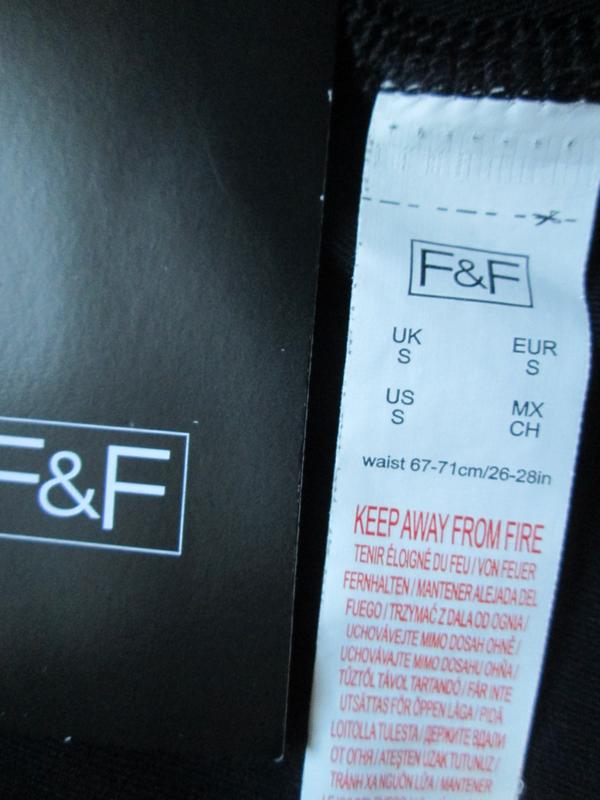 F&F
F&F
UK
S
EUR
S
US
S
MX
CH
waist 67-71cm/26-28in
KEEP AWAY FROM FIRE
TENIR ÉLOIGNÉ DU FEU / VON FEUER
FERNHALTEN / MANTENER ALEJADA DEL
FUEGO / TRZYMAĆ Z DALA OD OGNIA /
UCHOVÁVEJTE MIMO DOSAH OHNĚ /
UCHOVÁVAJTE MIMO DOSAHU OHŇA /
TŰZTŐL TÁVOL TARTANDÓ / FÅR INTE
UTSÄTTAS FÖR ÖPPEN LÅGA / PIDÄ
LOITOLLA TULESTA / ДЕРЖИТЕ ВДАЛИ
ОТ ОГНЯ / ATEŞTEN UZAK TUTUNUZ /
TRÁNH XA NGUỒN LỬA / MANTENER